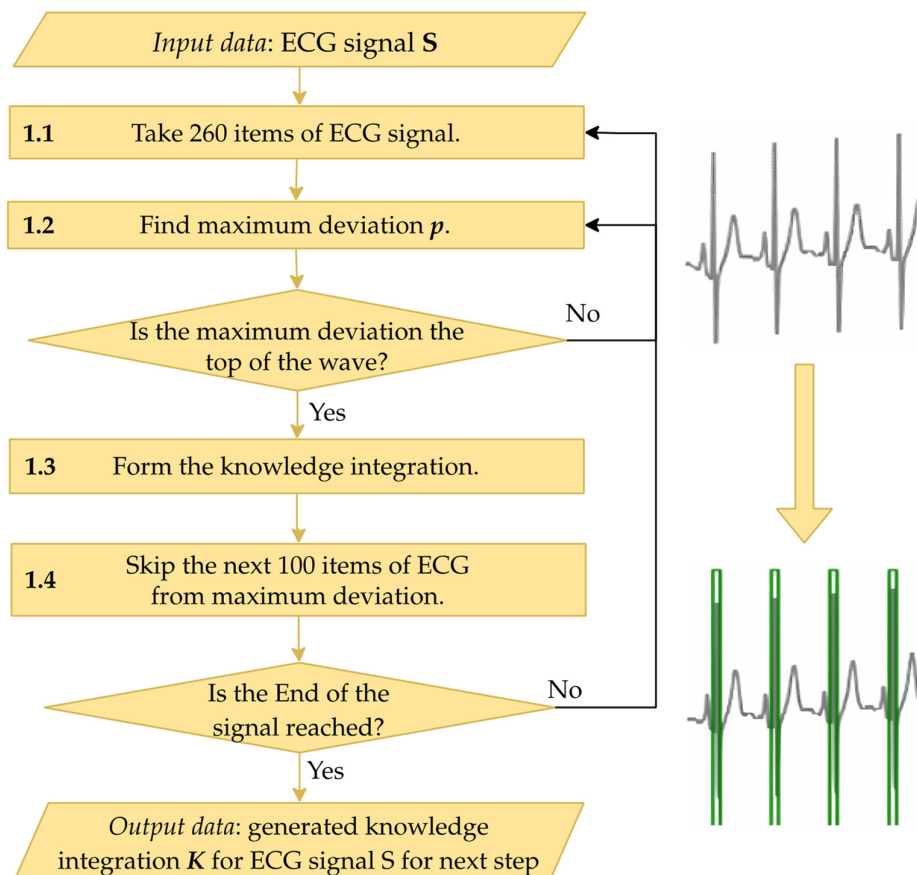 Input data: ECG signal S
1.1 Take 260 items of ECG signal.
1.2 Find maximum deviation p.
Is the maximum deviation the
top of the wave?
No
Yes
1.3 Form the knowledge integration.
1.4 Skip the next 100 items of ECG
from maximum deviation.
Is the End of the
signal reached?
No
Yes
Output data: generated knowledge
integration K for ECG signal S for next step